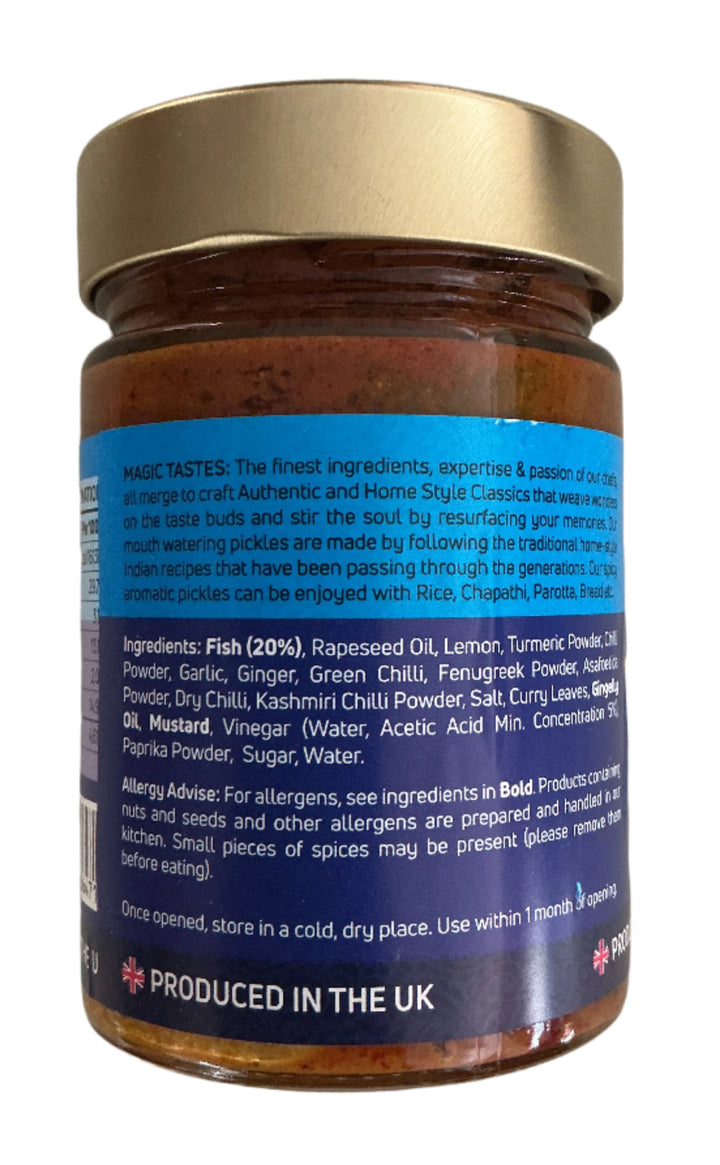 MAGIC TASTES: The finest ingredients, expertise & passion of our chefs,
all merge to craft Authentic and Home Style Classics that weave wonders
on the taste buds and stir the soul by resurfacing your memories. Our
mouth watering pickles are made by following the traditional home-style
Indian recipes that have been passing through the generations. Our spicy
aromatic pickles can be enjoyed with Rice, Chapathi, Parotta, Bread etc.
Ingredients: Fish (20%), Rapeseed Oil, Lemon, Turmeric Powder, Chilli
Powder, Garlic, Ginger, Green Chilli, Fenugreek Powder, Asafoetida
Powder, Dry Chilli, Kashmiri Chilli Powder, Salt, Curry Leaves, Gingelly
Oil, Mustard, Vinegar (Water, Acetic Acid Min. Concentration 5%),
Paprika Powder, Sugar, Water.
Allergy Advise: For allergens, see ingredients in Bold. Products containing
nuts and seeds and other allergens are prepared and handled in our
kitchen. Small pieces of spices may be present (please remove them
before eating).
Once opened, store in a cold, dry place. Use within 1 month of opening.
PRODUCED IN THE UK